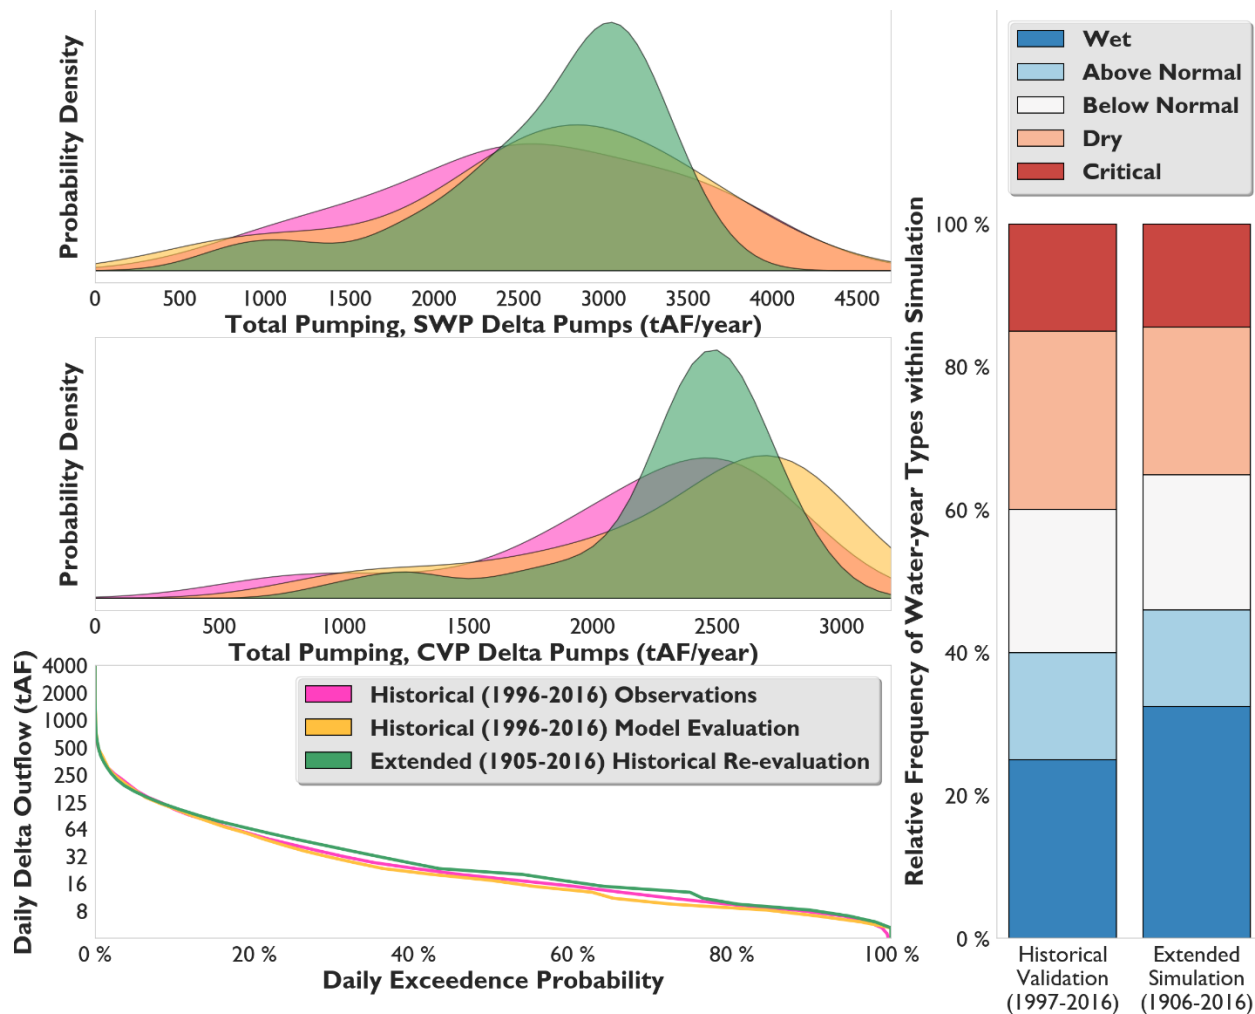 Probability Density
0 500 1000 1500 2000 2500 3000 3500 4000 4500
Total Pumping, SWP Delta Pumps (tAF/year)
Probability Density
0 500 1000 1500 2000 2500 3000
Total Pumping, CVP Delta Pumps (tAF/year)
Daily Delta Outflow (tAF)
4000
2000
1000
500
250
125
64
32
16
8
Historical (1996-2016) Observations
Historical (1996-2016) Model Evaluation
Extended (1905-2016) Historical Re-evaluation
0 % 20 % 40 % 60 % 80 % 100 %
Daily Exceedence Probability
Wet
Above Normal
Below Normal
Dry
Critical
Relative Frequency of Water-year Types within Simulation
100 %
80 %
60 %
40 %
20 %
0 %
Historical
Validation
(1997-2016)
Extended
Simulation
(1906-2016)